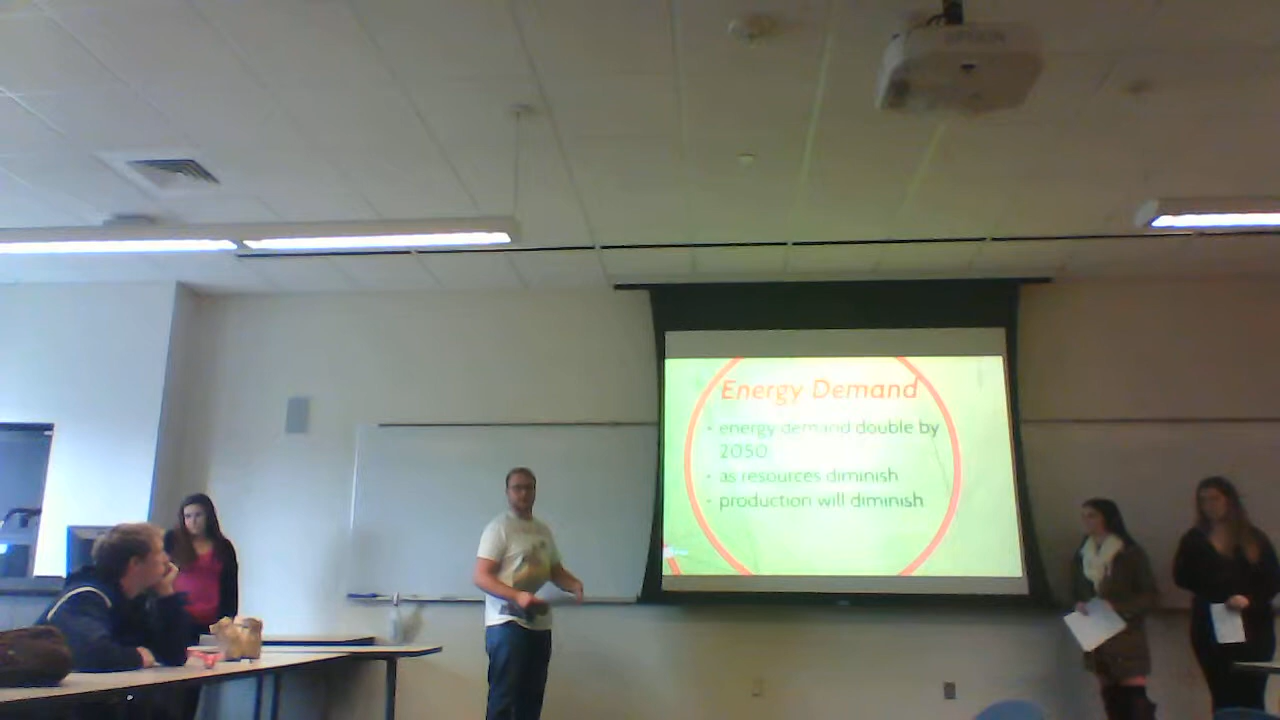 Energy Demand
• energy demand double by
2050
• as resources diminish
• production will diminish